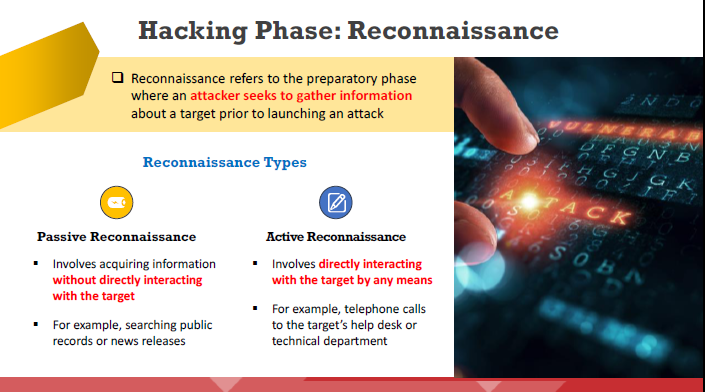 Hacking Phase: Reconnaissance
❑ Reconnaissance refers to the preparatory phase
where an attacker seeks to gather information
about a target prior to launching an attack
Reconnaissance Types
Passive Reconnaissance
▪ Involves acquiring information
without directly interacting
with the target
▪ For example, searching public
records or news releases
Active Reconnaissance
▪ Involves directly interacting
with the target by any means
▪ For example, telephone calls
to the target’s help desk or
technical department
VULNERAB
ATTACK